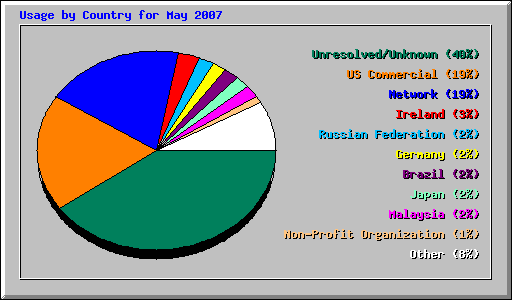 Usage by Country for May 2007
Unresolved/Unknown (40%)
US Commercial (19%)
Network (19%)
Ireland (3%)
Russian Federation (2%)
Germany (2%)
Brazil (2%)
Japan (2%)
Malaysia (2%)
Non-Profit Organization (1%)
Other (8%)